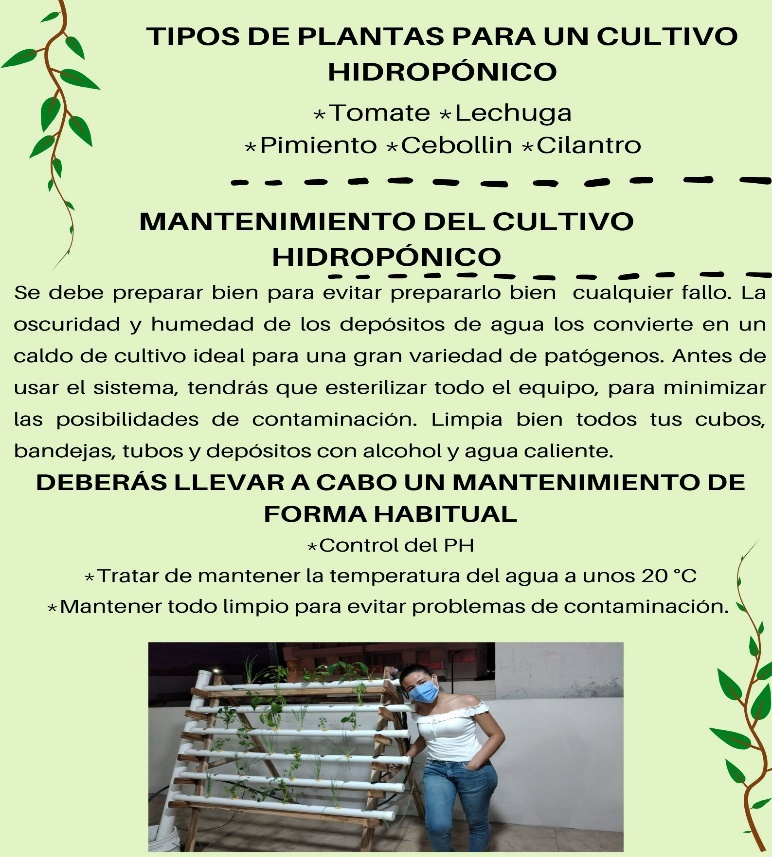 TIPOS DE PLANTAS PARA UN CULTIVO
HIDROPÓNICO
*Tomate *Lechuga
*Pimiento *Cebollin *Cilantro
MANTENIMIENTO DEL CULTIVO
HIDROPÓNICO
Se debe preparar bien para evitar prepararlo bien cualquier fallo. La
oscuridad y humedad de los depósitos de agua los convierte en un
caldo de cultivo ideal para una gran variedad de patógenos. Antes de
usar el sistema, tendrás que esterilizar todo el equipo, para minimizar
las posibilidades de contaminación. Limpia bien todos tus cubos,
bandejas, tubos y depósitos con alcohol y agua caliente.
DEBERÁS LLEVAR A CABO UN MANTENIMIENTO DE
FORMA HABITUAL
*Control del PH
*Tratar de mantener la temperatura del agua a unos 20 °C
*Mantener todo limpio para evitar problemas de contaminación.